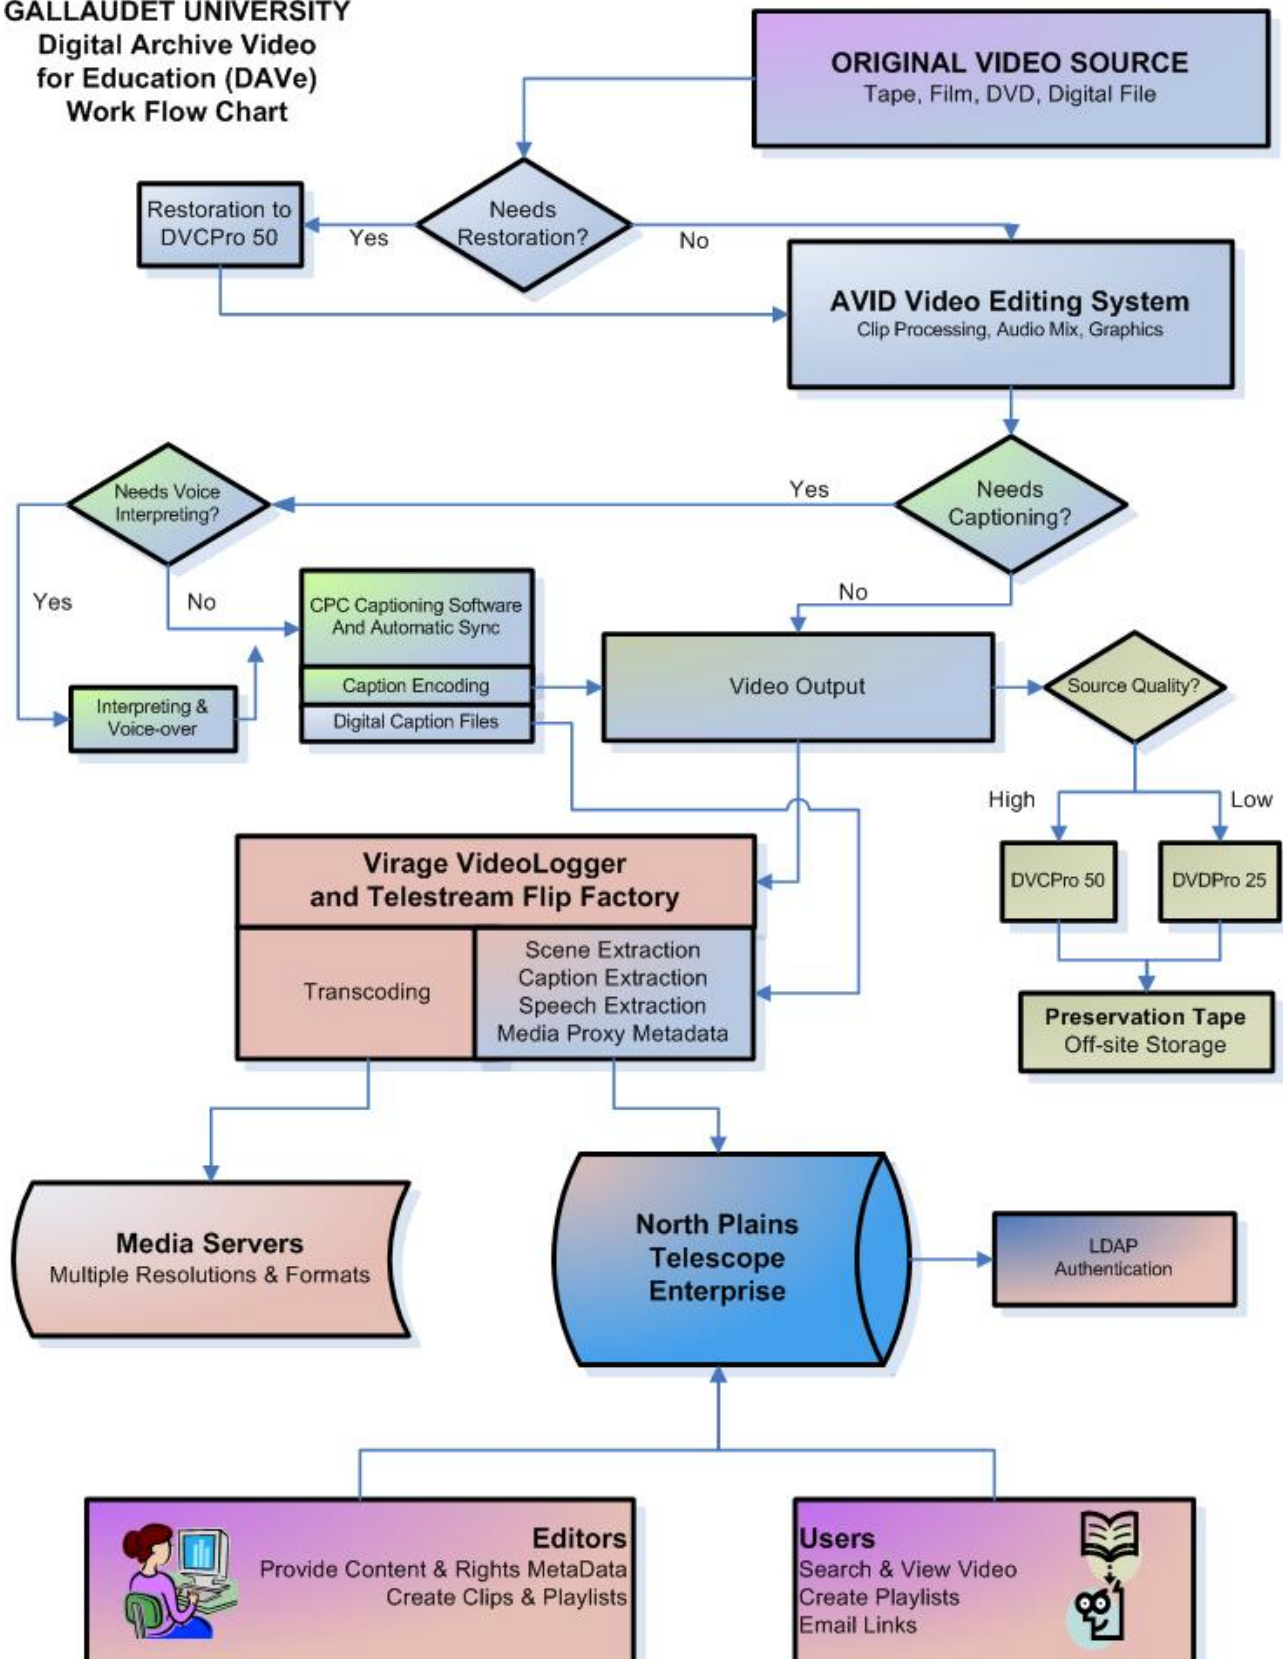 GALLAUDET UNIVERSITY
Digital Archive Video
for Education (DAVe)
Work Flow Chart
ORIGINAL VIDEO SOURCE
Tape, Film, DVD, Digital File
Needs
Restoration?
Yes
No
Restoration to
DVCPro 50
AVID Video Editing System
Clip Processing, Audio Mix, Graphics
Needs
Captioning?
Yes
No
Needs Voice
Interpreting?
Yes
No
Interpreting &
Voice-over
CPC Captioning Software
And Automatic Sync
Caption Encoding
Digital Caption Files
Video Output
Source Quality?
High
Low
DVCPro 50
DVDPro 25
Preservation Tape
Off-site Storage
Virage VideoLogger
and Telestream Flip Factory
Transcoding
Scene Extraction
Caption Extraction
Speech Extraction
Media Proxy Metadata
Media Servers
Multiple Resolutions & Formats
North Plains
Telescope
Enterprise
LDAP
Authentication
Editors
Provide Content & Rights MetaData
Create Clips & Playlists
Users
Search & View Video
Create Playlists
Email Links